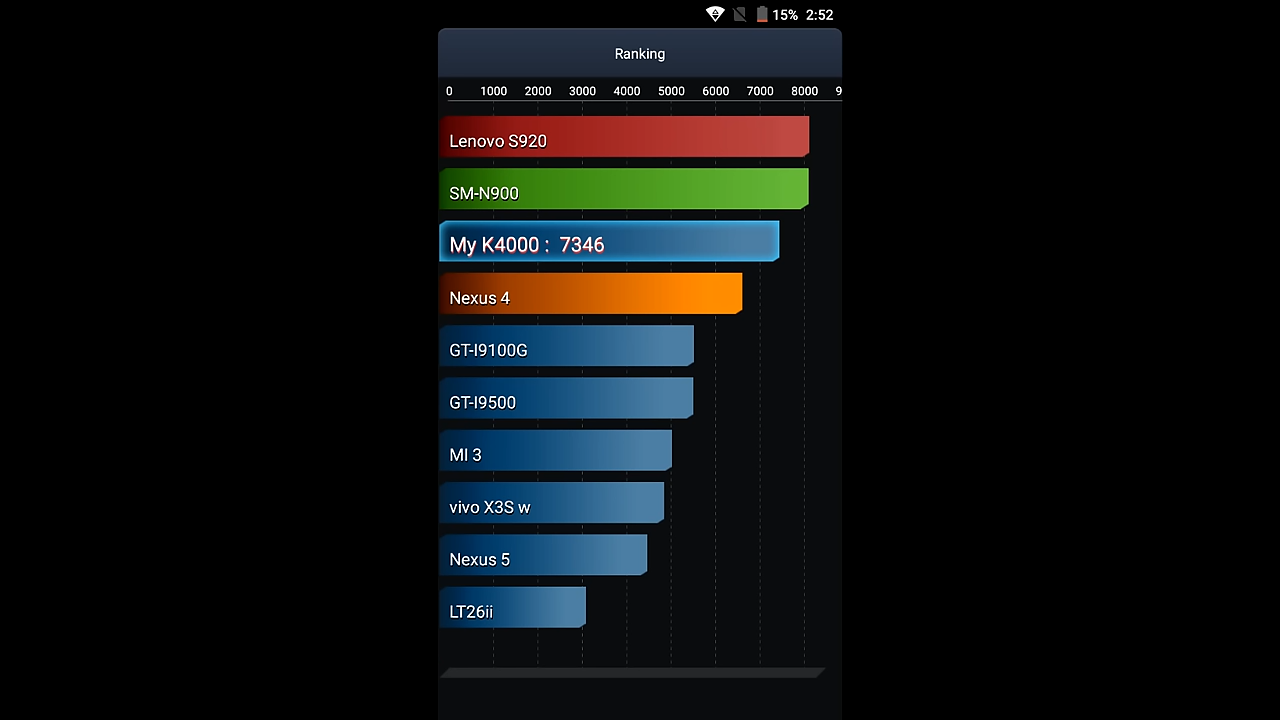 15% 2:52
Ranking
0 1000 2000 3000 4000 5000 6000 7000 8000 9
Lenovo S920
SM-N900
My K4000 : 7346
Nexus 4
GT-I9100G
GT-I9500
MI 3
vivo X3S w
Nexus 5
LT26ii